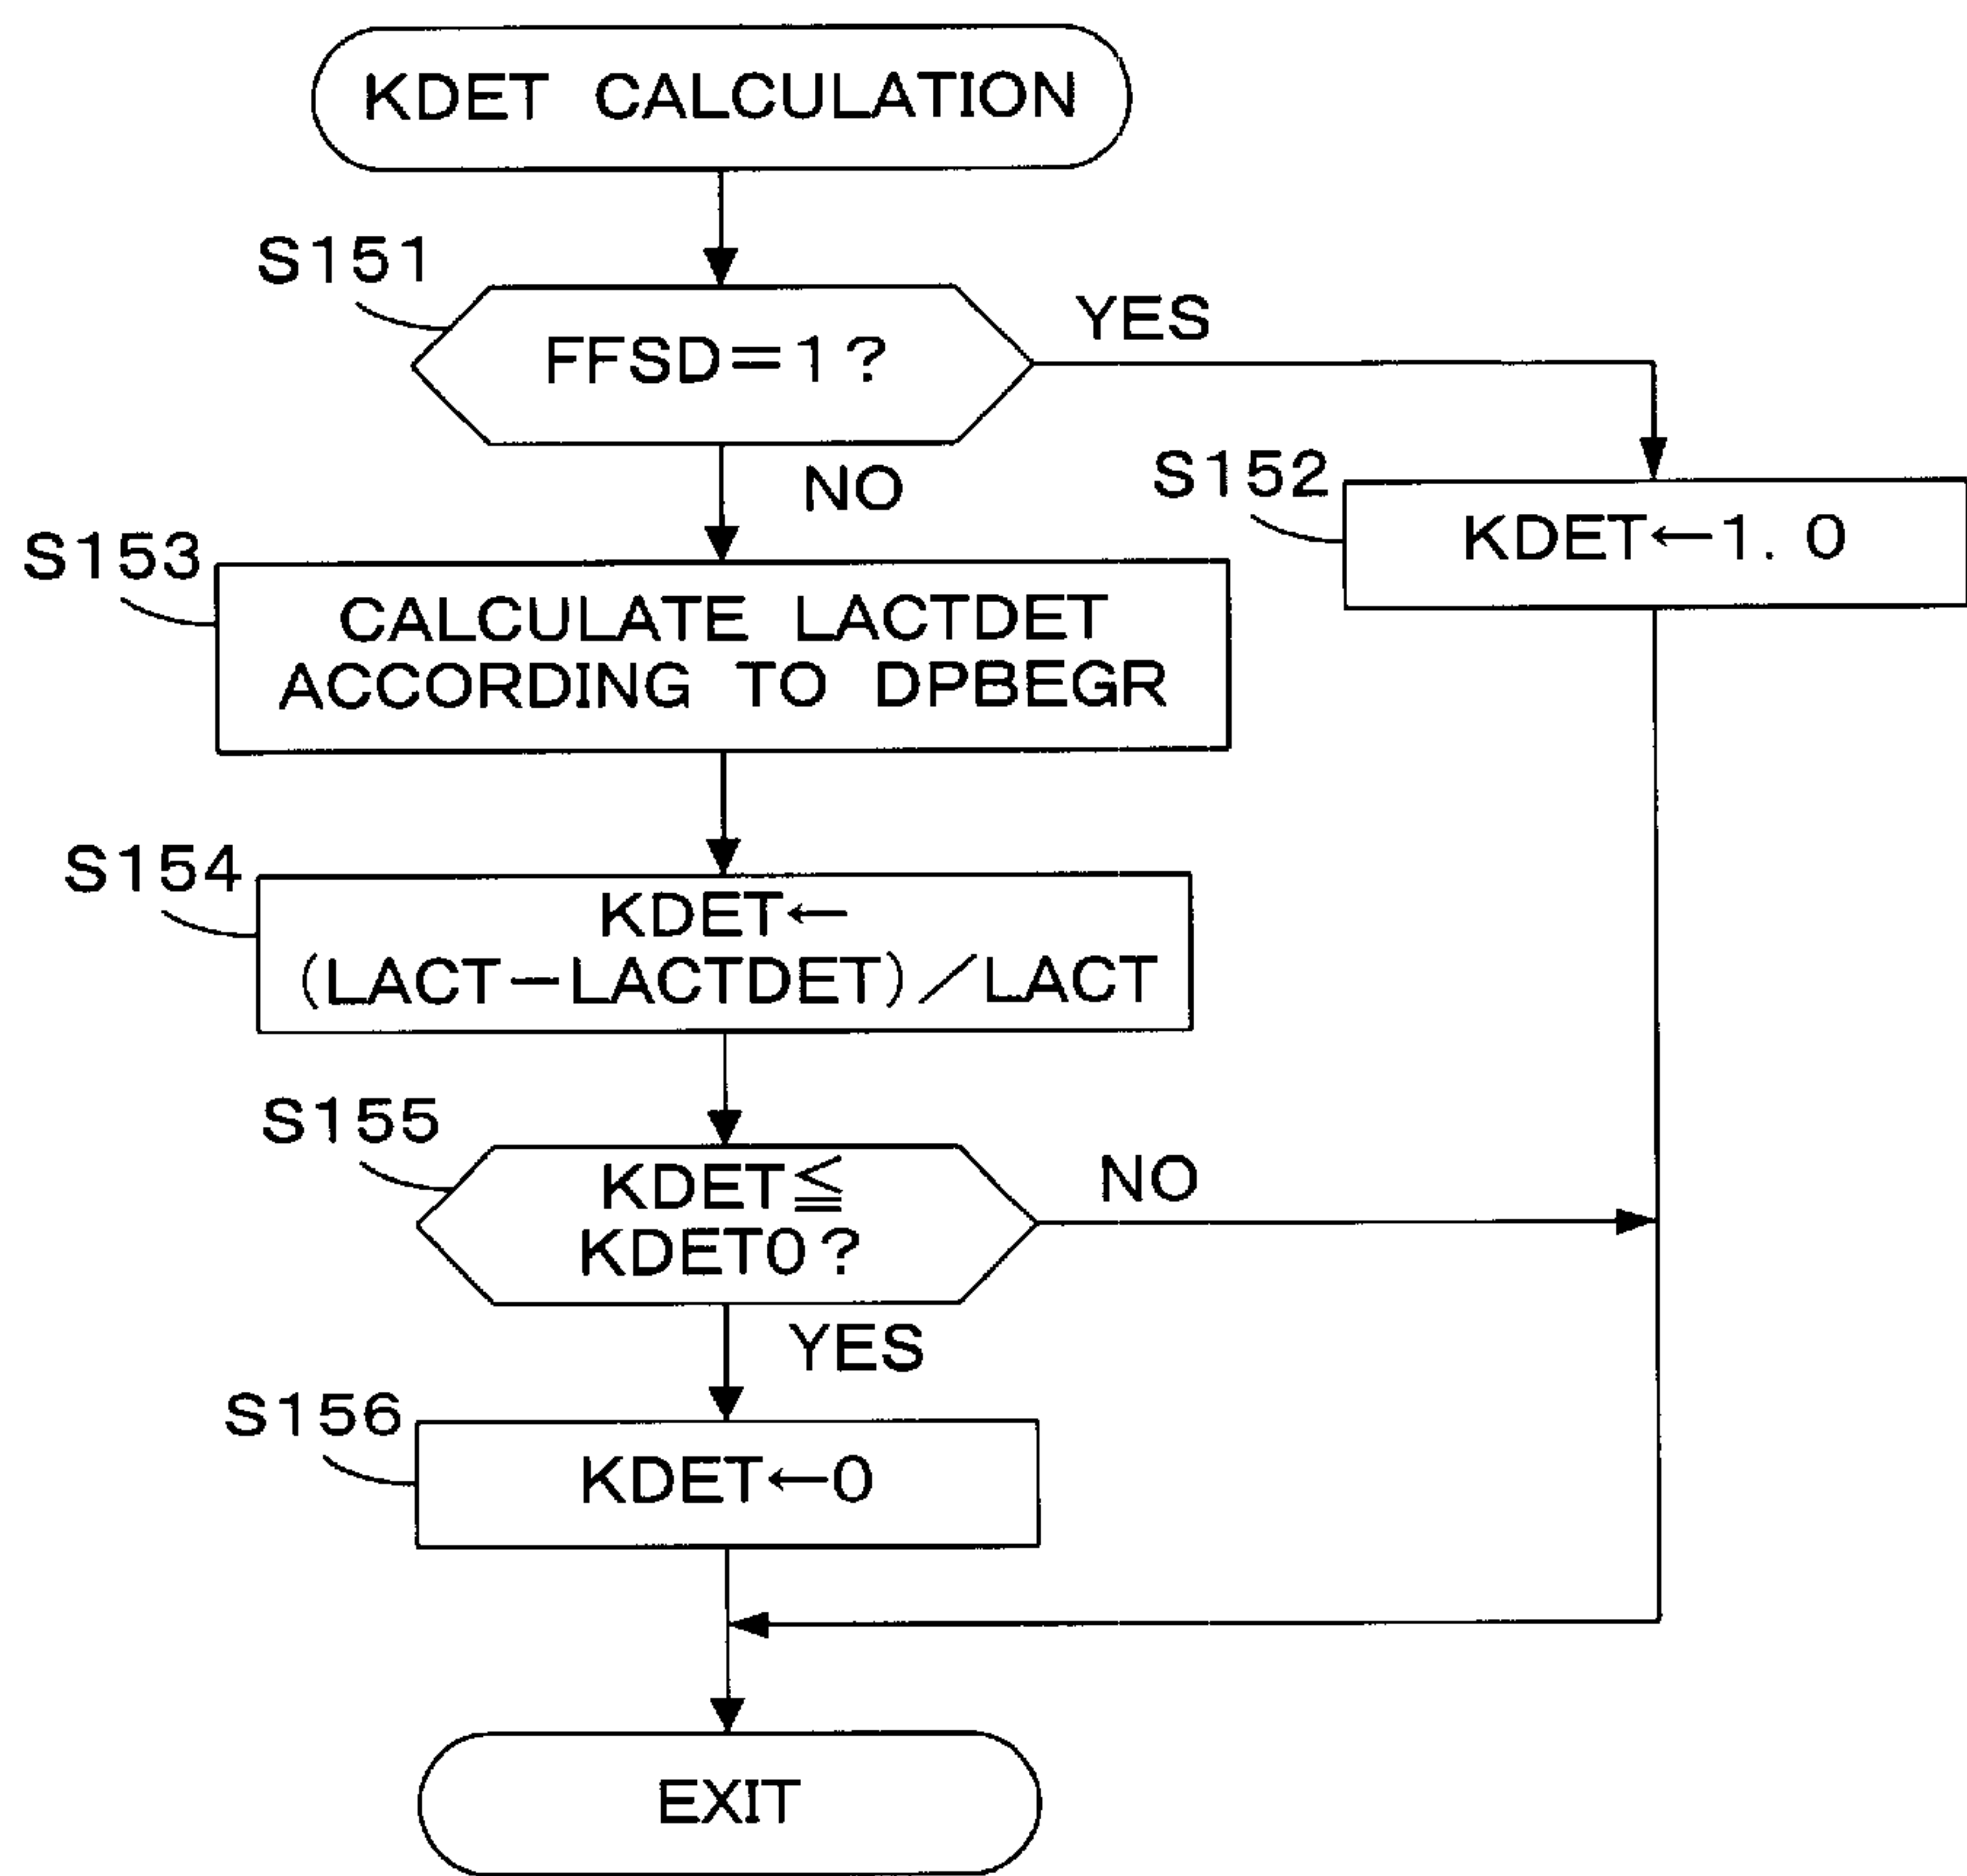 KDET CALCULATION
S151
FFSD=1?
YES
NO
S152
KDET←1.0
S153
CALCULATE LACTDET
ACCORDING TO DPBEGR
S154
KDET←
(LACT−LACTDET)/LACT
S155
KDET≦
KDET0?
NO
YES
S156
KDET←0
EXIT